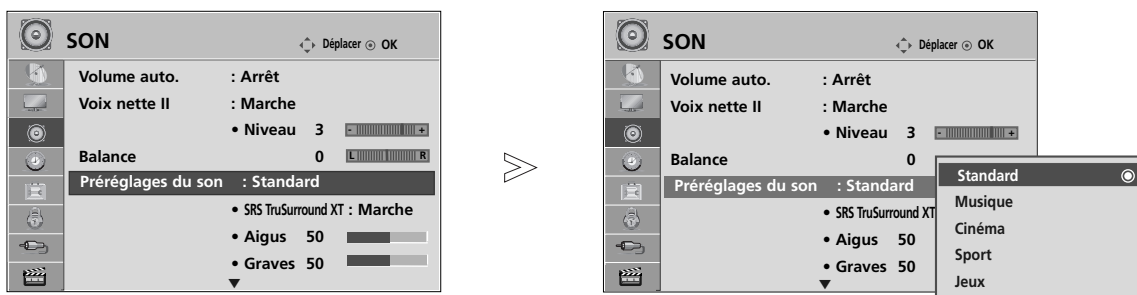 SON Déplacer OK
Volume auto. : Arrêt
Voix nette II : Marche
• Niveau 3 - +
Balance 0 L R
Préréglages du son : Standard
• SRS TruSurround XT : Marche
• Aigus 50
• Graves 50
SON Déplacer OK
Volume auto. : Arrêt
Voix nette II : Marche
• Niveau 3 - +
Balance 0
Préréglages du son : Standard
• SRS TruSurround XT
• Aigus 50
• Graves 50
Standard
Musique
Cinéma
Sport
Jeux